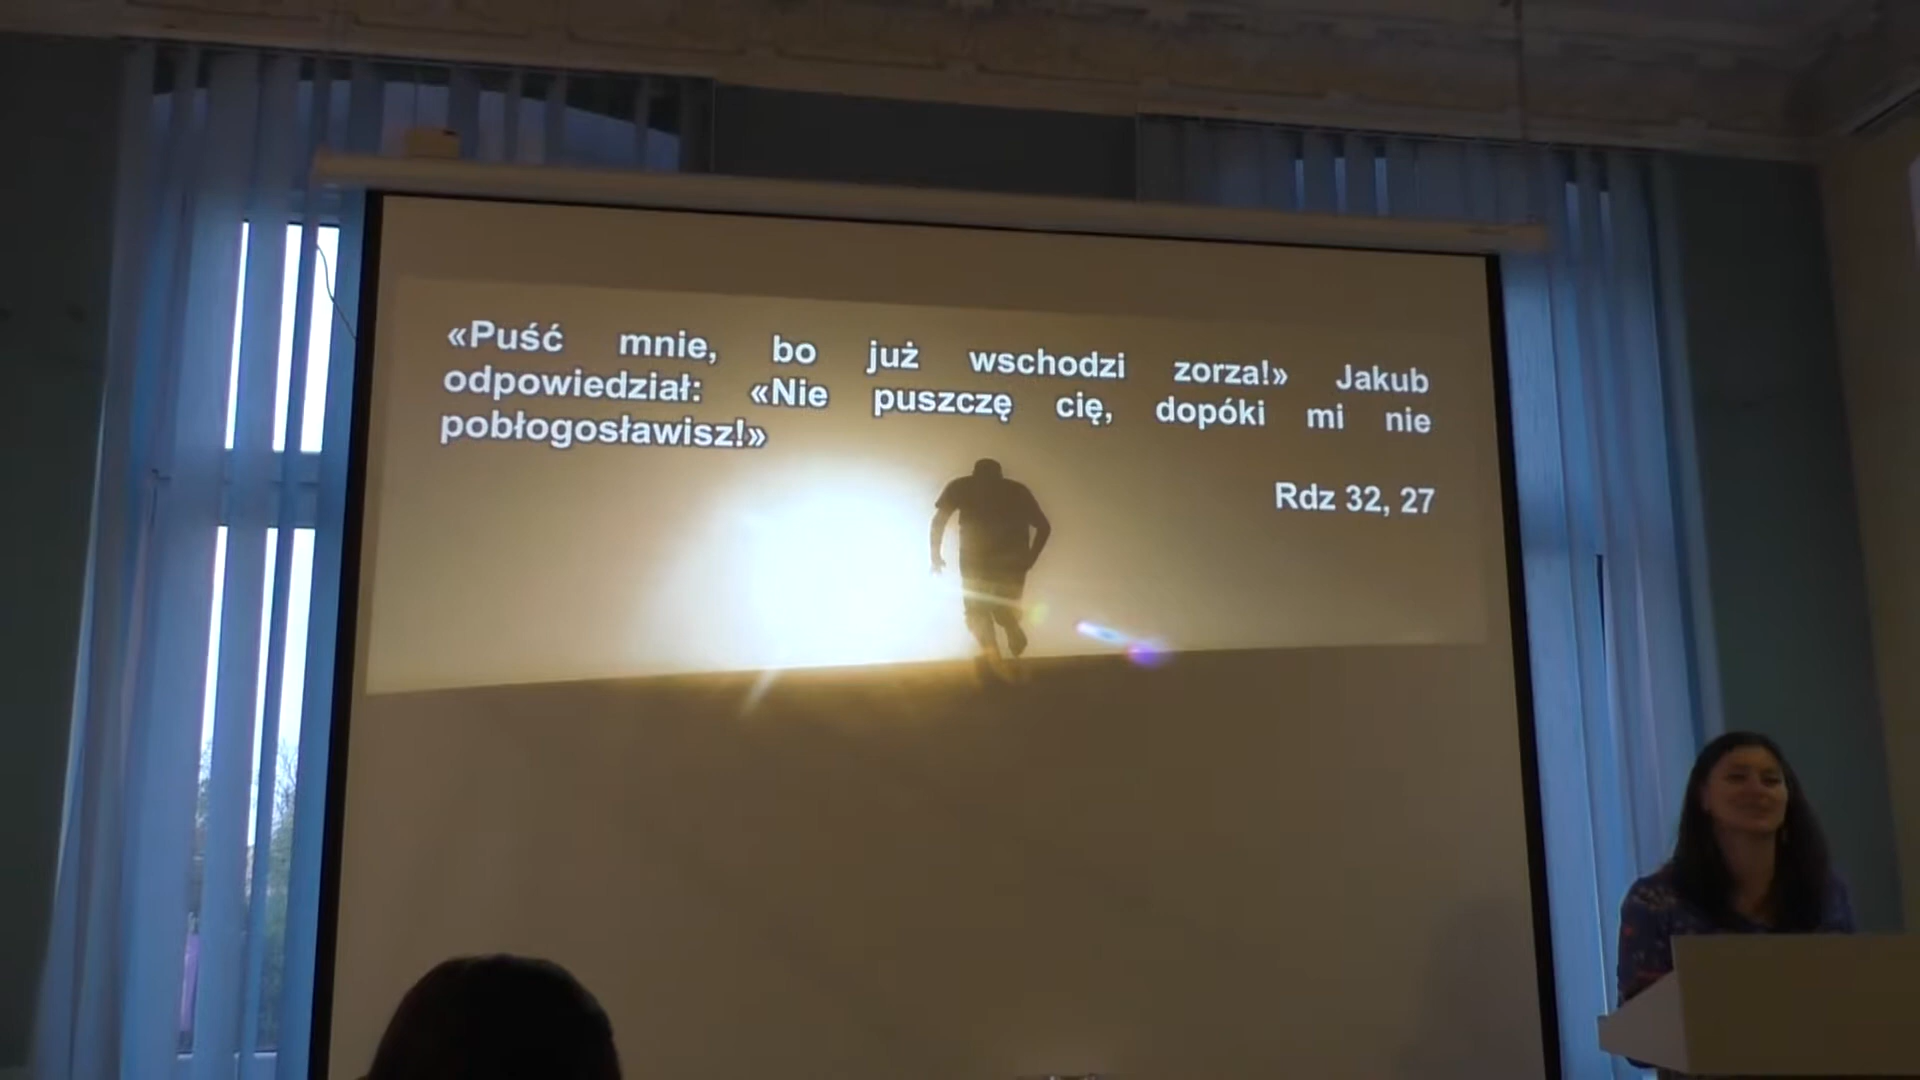 «Puść mnie, bo już wschodzi zorza!» Jakub
odpowiedział: «Nie puszczę cię, dopóki mi nie
pobłogosławisz!»
Rdz 32, 27